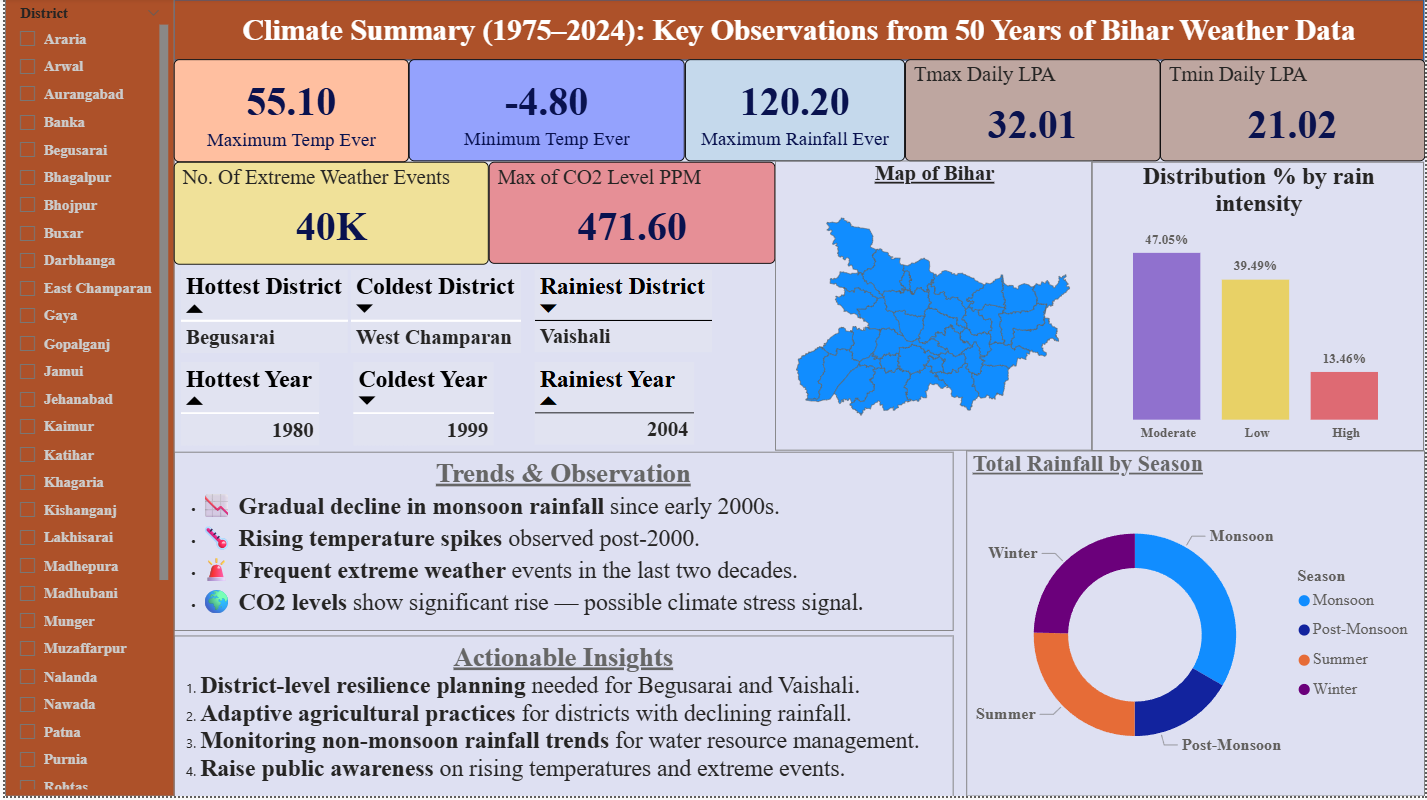 District
Araria
Arwal
Aurangabad
Banka
Begusarai
Bhagalpur
Bhojpur
Buxar
Darbhanga
East Champaran
Gaya
Gopalganj
Jamui
Jehanabad
Kaimur
Katihar
Khagaria
Kishanganj
Lakhisarai
Madhepura
Madhubani
Munger
Muzaffarpur
Nalanda
Nawada
Patna
Purnia
Rohtas
Climate Summary (1975–2024): Key Observations from 50 Years of Bihar Weather Data
55.10
Maximum Temp Ever
-4.80
Minimum Temp Ever
120.20
Maximum Rainfall Ever
Tmax Daily LPA
32.01
Tmin Daily LPA
21.02
No. Of Extreme Weather Events
40K
Max of CO2 Level PPM
471.60
Hottest District
Begusarai
Coldest District
West Champaran
Rainiest District
Vaishali
Hottest Year
1980
Coldest Year
1999
Rainiest Year
2004
Map of Bihar
Distribution % by rain
intensity
47.05%
39.49%
13.46%
Moderate
Low
High
Trends & Observation
• Gradual decline in monsoon rainfall since early 2000s.
• Rising temperature spikes observed post-2000.
• Frequent extreme weather events in the last two decades.
• CO2 levels show significant rise — possible climate stress signal.
Actionable Insights
1. District-level resilience planning needed for Begusarai and Vaishali.
2. Adaptive agricultural practices for districts with declining rainfall.
3. Monitoring non-monsoon rainfall trends for water resource management.
4. Raise public awareness on rising temperatures and extreme events.
Total Rainfall by Season
Monsoon
Winter
Summer
Post-Monsoon
Season
Monsoon
Post-Monsoon
Summer
Winter